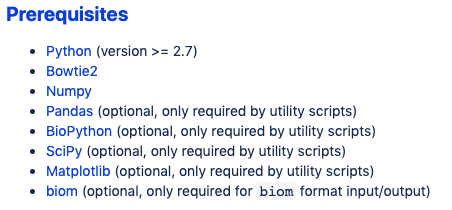 Prerequisites
• Python (version >= 2.7)
• Bowtie2
• Numpy
• Pandas (optional, only required by utility scripts)
• BioPython (optional, only required by utility scripts)
• SciPy (optional, only required by utility scripts)
• Matplotlib (optional, only required by utility scripts)
• biom (optional, only required for biom format input/output)